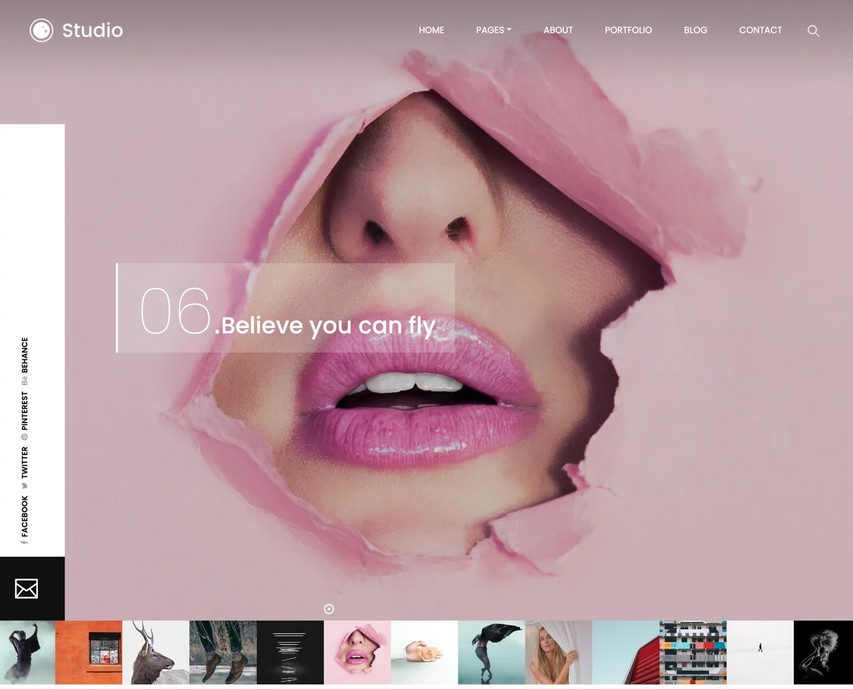 Studio
HOME PAGES ABOUT PORTFOLIO BLOG CONTACT
06.Believe you can fly
BEHANCE
PINTEREST
TWITTER
FACEBOOK